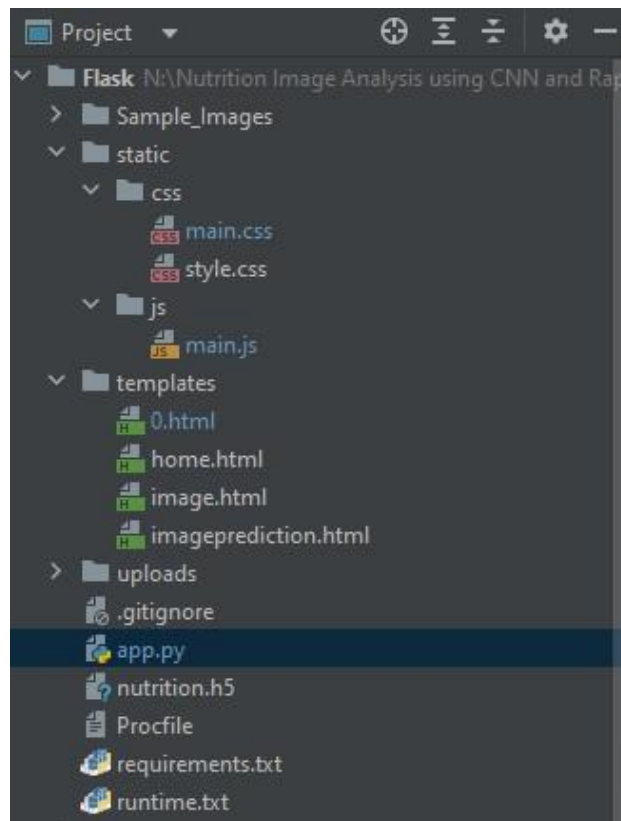 Project
Flask N:\Nutrition Image Analysis using CNN and Rap
Sample_Images
static
css
main.css
style.css
js
main.js
templates
0.html
home.html
image.html
imageprediction.html
uploads
.gitignore
app.py
nutrition.h5
Procfile
requirements.txt
runtime.txt